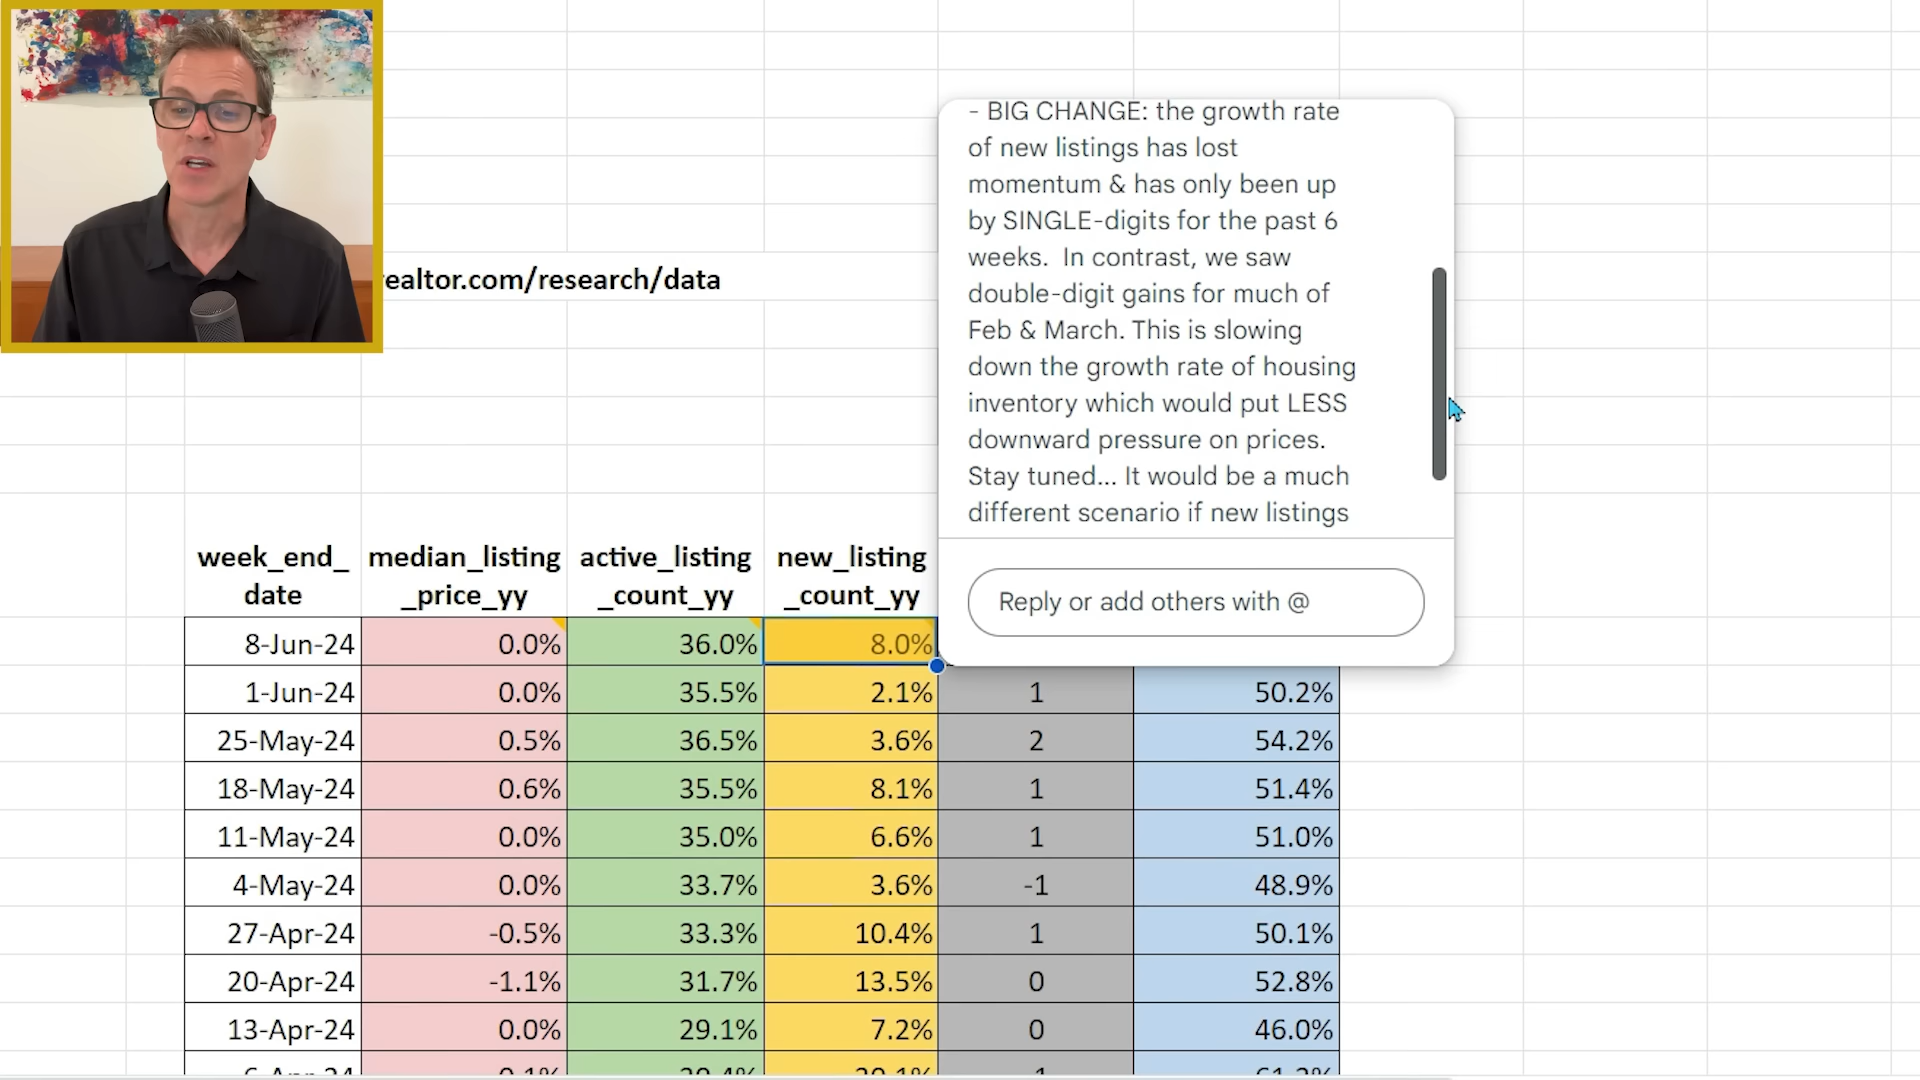 realtor.com/research/data
- BIG CHANGE: the growth rate
of new listings has lost
momentum & has only been up
by SINGLE-digits for the past 6
weeks.  In contrast, we saw
double-digit gains for much of
Feb & March. This is slowing
down the growth rate of housing
inventory which would put LESS
downward pressure on prices.
Stay tuned... It would be a much
different scenario if new listings
Reply or add others with @
week_end_ median_listing active_listing new_listing
date _price_yy _count_yy _count_yy
8-Jun-24 0.0% 36.0% 8.0%
1-Jun-24 0.0% 35.5% 2.1% 1 50.2%
25-May-24 0.5% 36.5% 3.6% 2 54.2%
18-May-24 0.6% 35.5% 8.1% 1 51.4%
11-May-24 0.0% 35.0% 6.6% 1 51.0%
4-May-24 0.0% 33.7% 3.6% -1 48.9%
27-Apr-24 -0.5% 33.3% 10.4% 1 50.1%
20-Apr-24 -1.1% 31.7% 13.5% 0 52.8%
13-Apr-24 0.0% 29.1% 7.2% 0 46.0%